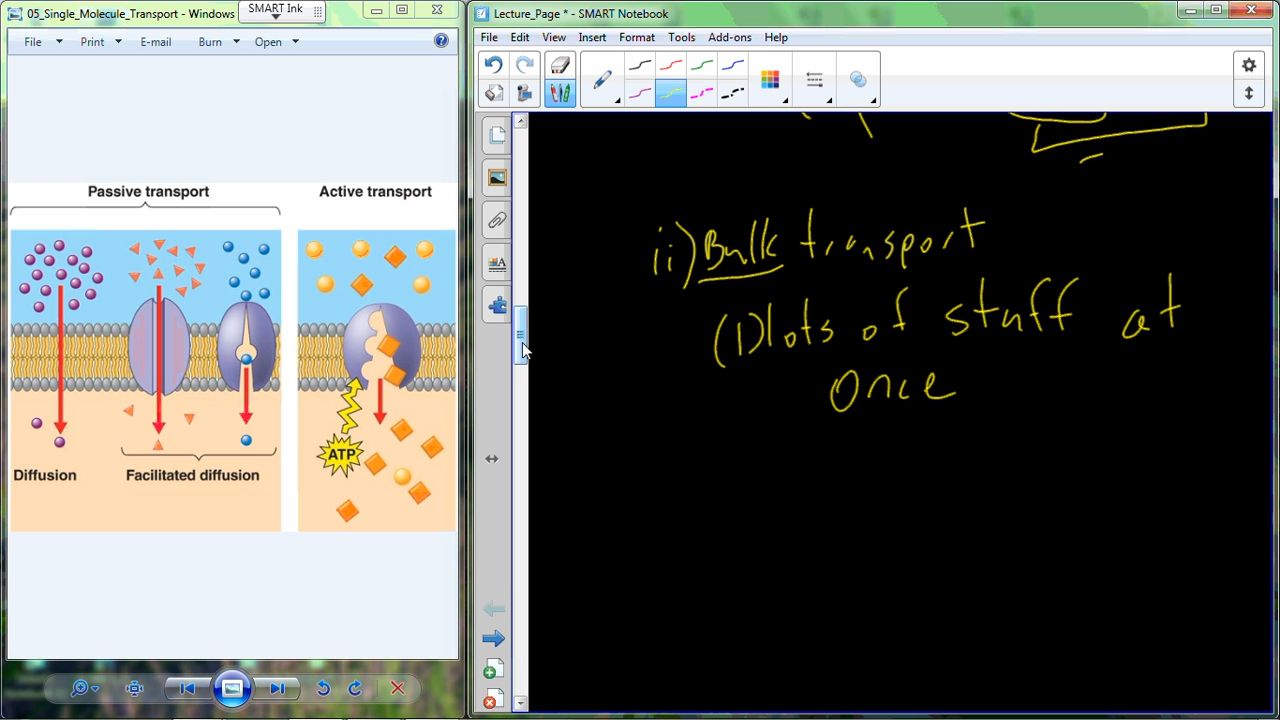 05_Single_Molecule_Transport - Windows
SMART Ink
File Print E-mail Burn Open
Passive transport
Active transport
ATP
Diffusion
Facilitated diffusion
Lecture_Page * - SMART Notebook
File Edit View Insert Format Tools Add-ons Help
ii) Bulk transport
(1) lots of stuff at
once